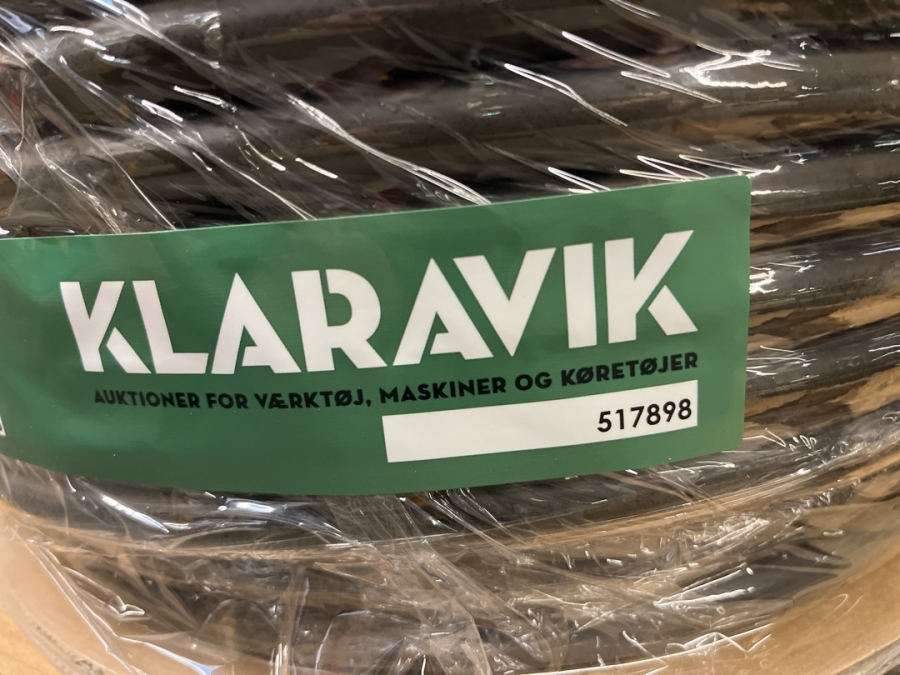 KLARAVIK
AUKTIONER FOR VÆRKTØJ, MASKINER OG KØRETØJER
517898